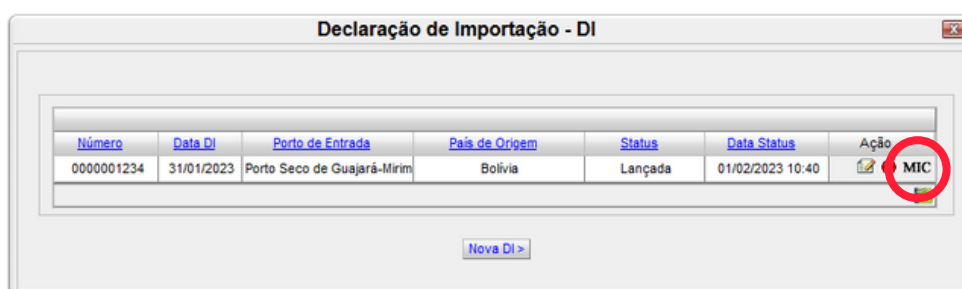 Declaração de Importação - DI
Número Data DI Porto de Entrada País de Origem Status Data Status Ação
0000001234 31/01/2023 Porto Seco de Guajará-Mirim Bolívia Lançada 01/02/2023 10:40 MIC
Nova DI >